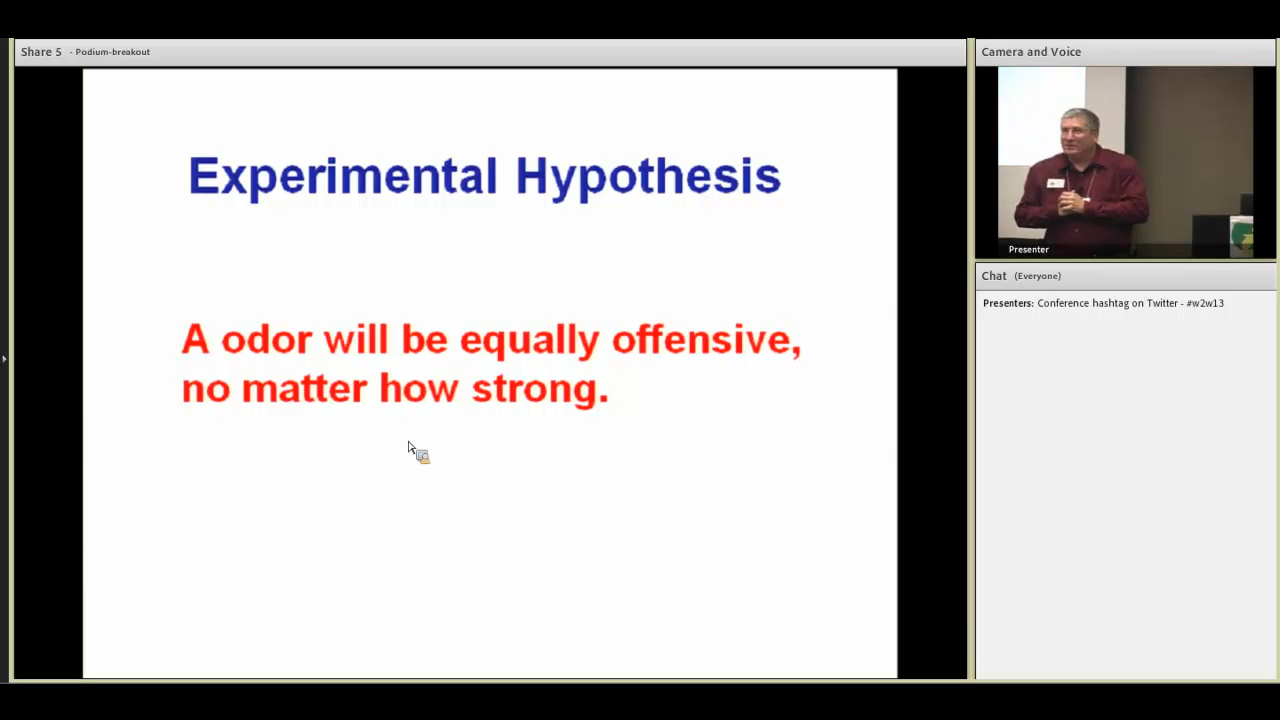 Share 5 - Podium-breakout
Experimental Hypothesis
A odor will be equally offensive,
no matter how strong.
Camera and Voice
Presenter
Chat (Everyone)
Presenters: Conference hashtag on Twitter - #w2w13